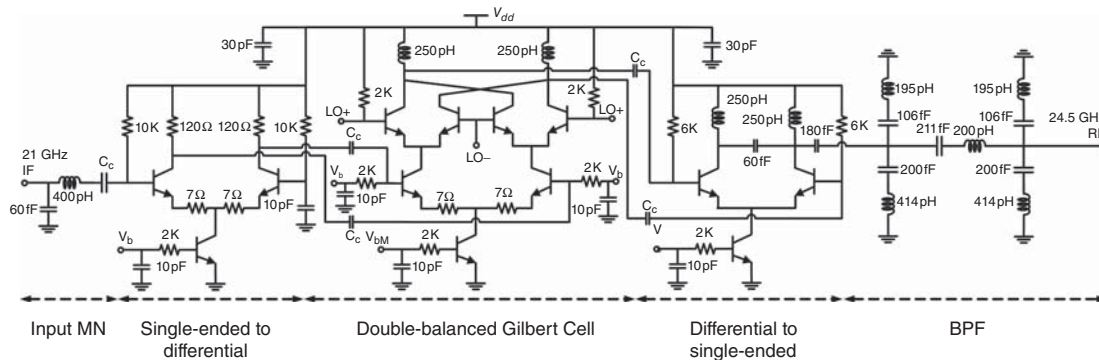 V_dd
30pF
250pH
250pH
30pF
C_c
2K
2K
LO+
LO+
LO−
10K
120Ω
120Ω
10K
C_c
6K
250pH
250pH
180fF
6K
60fF
195pH
195pH
106fF
106fF
211fF
200pH
24.5 GH
RI
200fF
200fF
414pH
414pH
21 GHz
IF
C_c
400pH
60fF
7Ω
7Ω
10pF
V_b
2K
10pF
V_b
2K
10pF
7Ω
7Ω
2K
V_b
10pF
C_c
V_bM
2K
10pF
C_c
V
2K
10pF
Input MN
Single-ended to
differential
Double-balanced Gilbert Cell
Differential to
single-ended
BPF